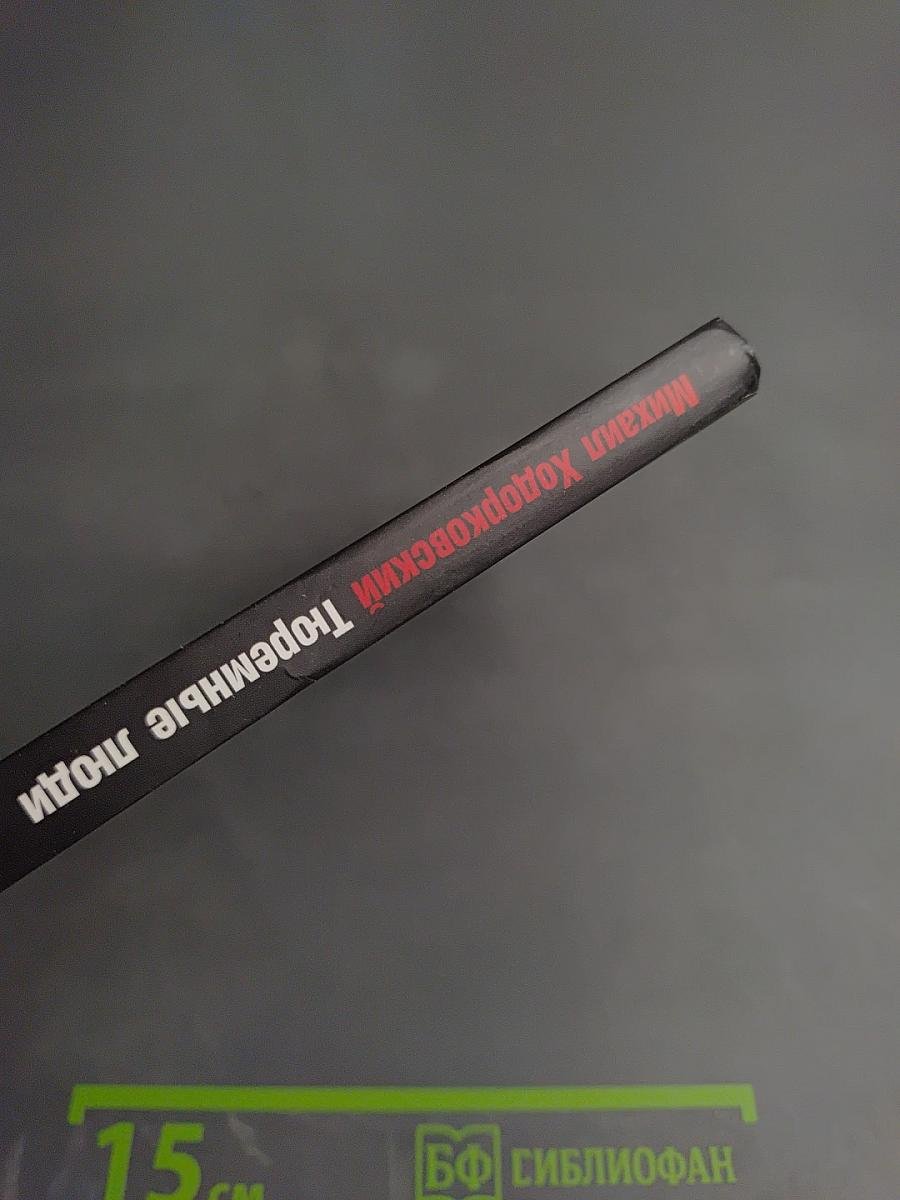 Михаил Ходорковский Тюремные люди
15 см
БФ БИБЛИОФАН